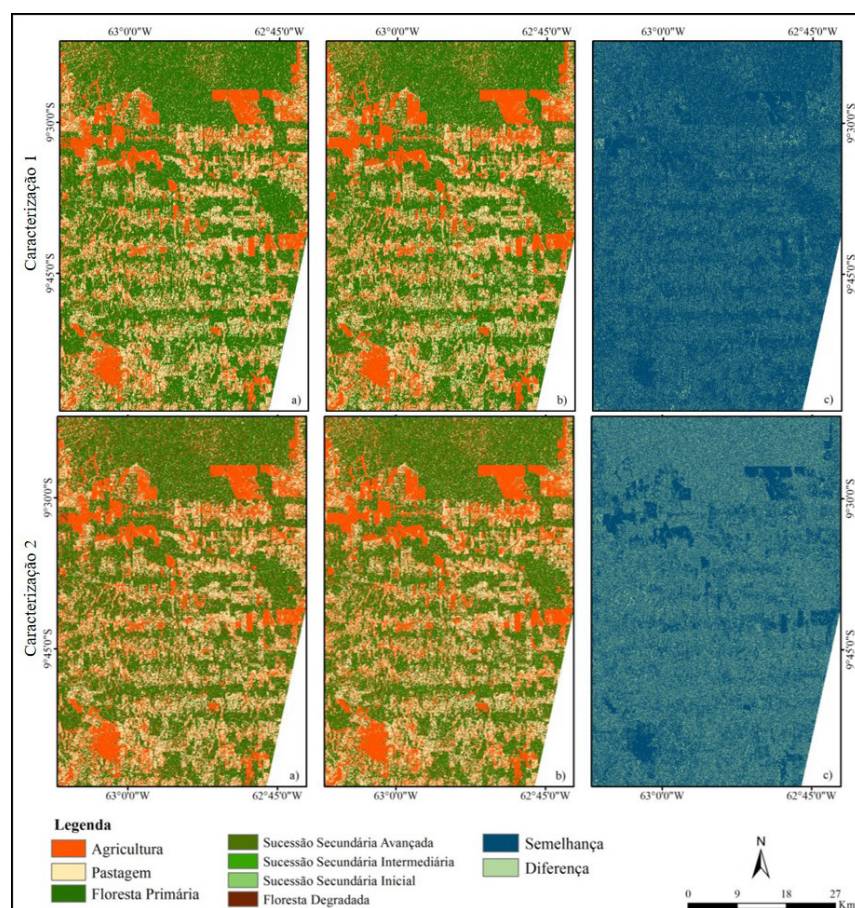 63°0'0"W
62°45'0"W
63°0'0"W
62°45'0"W
63°0'0"W
62°45'0"W
Caracterização 1
9°30'0"S
9°45'0"S
9°30'0"S
9°45'0"S
a)
b)
c)
Caracterização 2
9°30'0"S
9°45'0"S
9°30'0"S
9°45'0"S
a)
b)
c)
63°0'0"W
62°45'0"W
63°0'0"W
62°45'0"W
63°0'0"W
62°45'0"W
Legenda
Agricultura
Pastagem
Floresta Primária
Sucessão Secundária Avançada
Sucessão Secundária Intermediária
Sucessão Secundária Inicial
Floresta Degradada
Semelhança
Diferença
N
0 9 18 27
Km